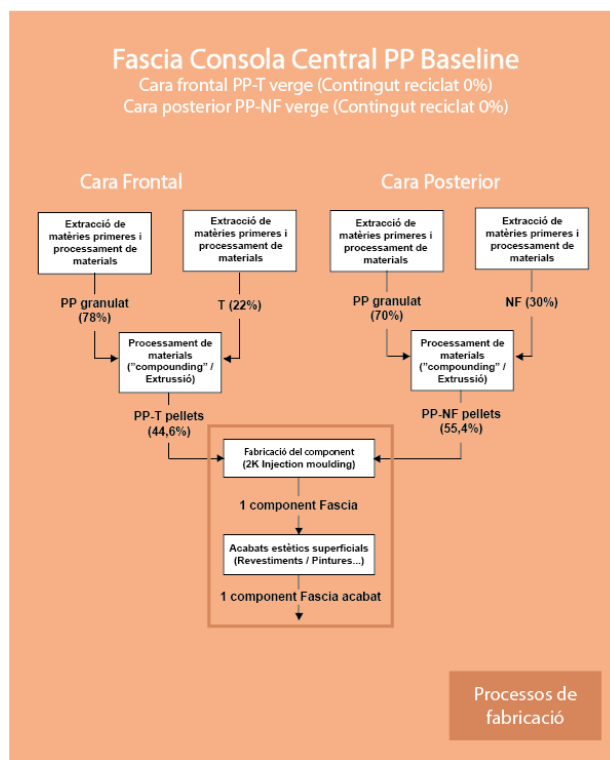 Fascia Consola Central PP Baseline
Cara frontal PP-T verge (Contingut reciclat 0%)
Cara posterior PP-NF verge (Contingut reciclat 0%)
Cara Frontal
Cara Posterior
Extracció de
matèries primeres i
processament de
materials
Extracció de
matèries primeres i
processament de
materials
Extracció de
matèries primeres i
processament de
materials
Extracció de
matèries primeres i
processament de
materials
PP granulat
(78%)
T (22%)
PP granulat
(70%)
NF (30%)
Processament de
materials
("compounding" /
Extrussió)
Processament de
materials
("compounding" /
Extrussió)
PP-T pellets
(44,6%)
PP-NF pellets
(55,4%)
Fabricació del component
(2K Injection moulding)
1 component Fascia
Acabats estètics superficials
(Revestiments / Pintures...)
1 component Fascia acabat
Processos de
fabricació